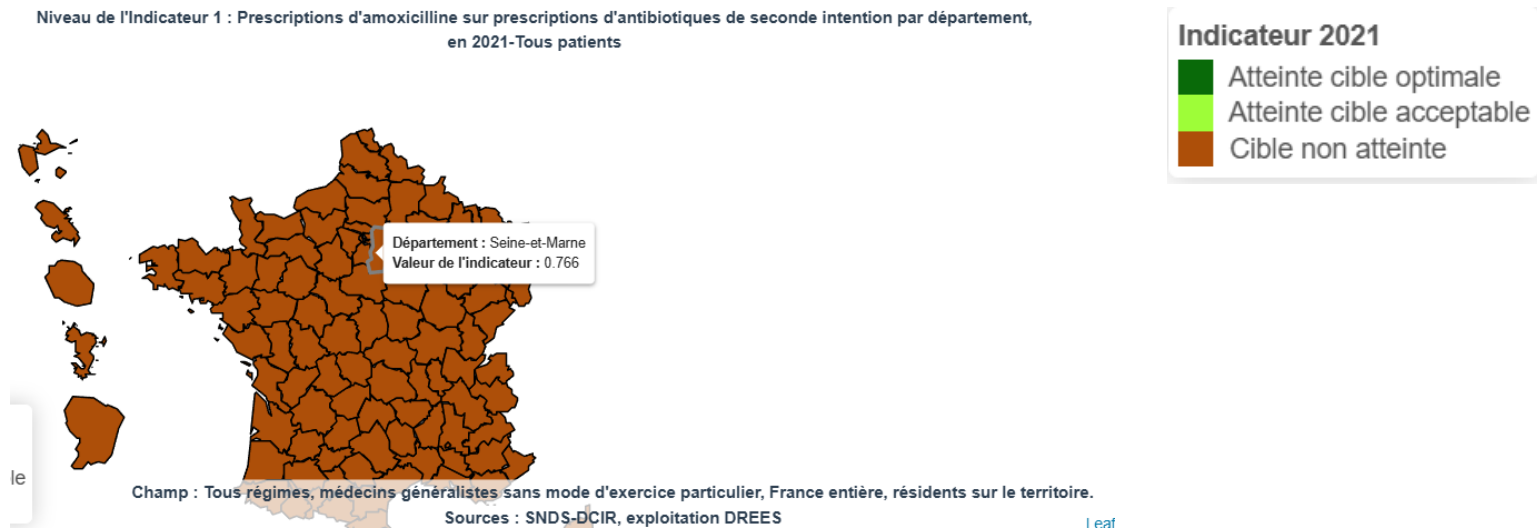 Niveau de l'Indicateur 1 : Prescriptions d'amoxicilline sur prescriptions d'antibiotiques de seconde intention par département,
en 2021-Tous patients
Indicateur 2021
Atteinte cible optimale
Atteinte cible acceptable
Cible non atteinte
Département : Seine-et-Marne
Valeur de l'indicateur : 0.766
le
Champ : Tous régimes, médecins généralistes sans mode d'exercice particulier, France entière, résidents sur le territoire.
Sources : SNDS-DCIR, exploitation DREES
Leaf